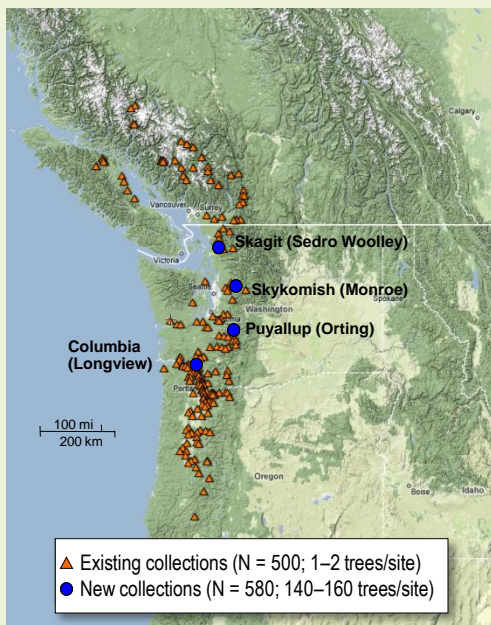 Calgary
Vancouver
Surrey
Skagit (Sedro Woolley)
Victoria
Seattle
Skykomish (Monroe)
Spokane
Washington
Puyallup (Orting)
Columbia
(Longview)
Portland
100 mi
200 km
Oregon
Boise
Idaho
Existing collections (N = 500; 1–2 trees/site)
New collections (N = 580; 140–160 trees/site)